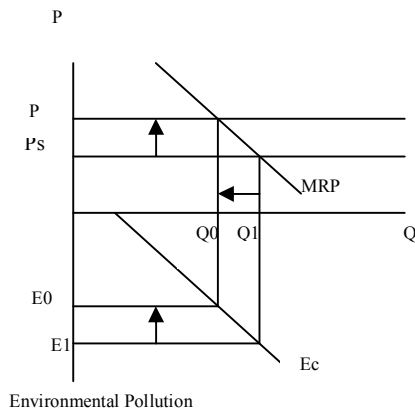 P
P
Ps
MRP
Q0 Q1 Q
E0
E1
Ec
Environmental Pollution